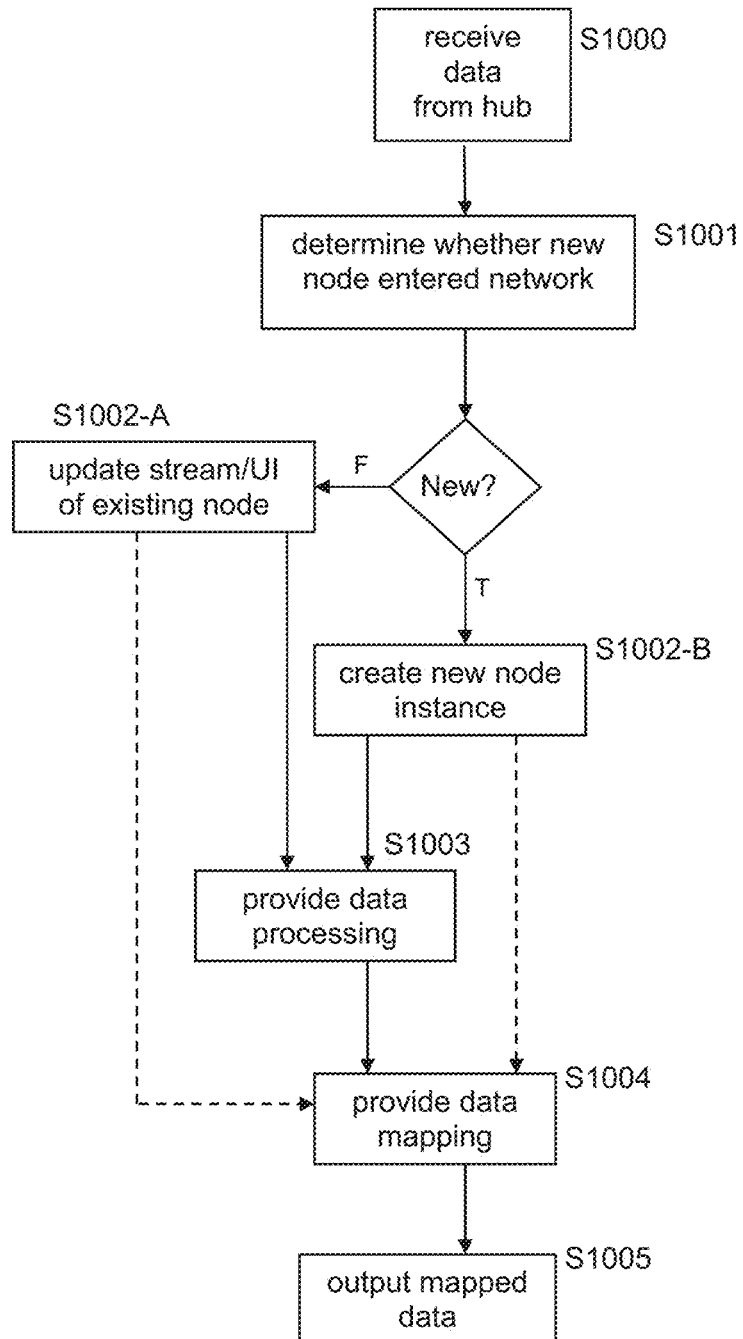 receive
data
from hub
S1000
determine whether new
node entered network
S1001
S1002-A
update stream/UI
of existing node
F
New?
T
S1002-B
create new node
instance
S1003
provide data
processing
S1004
provide data
mapping
S1005
output mapped
data